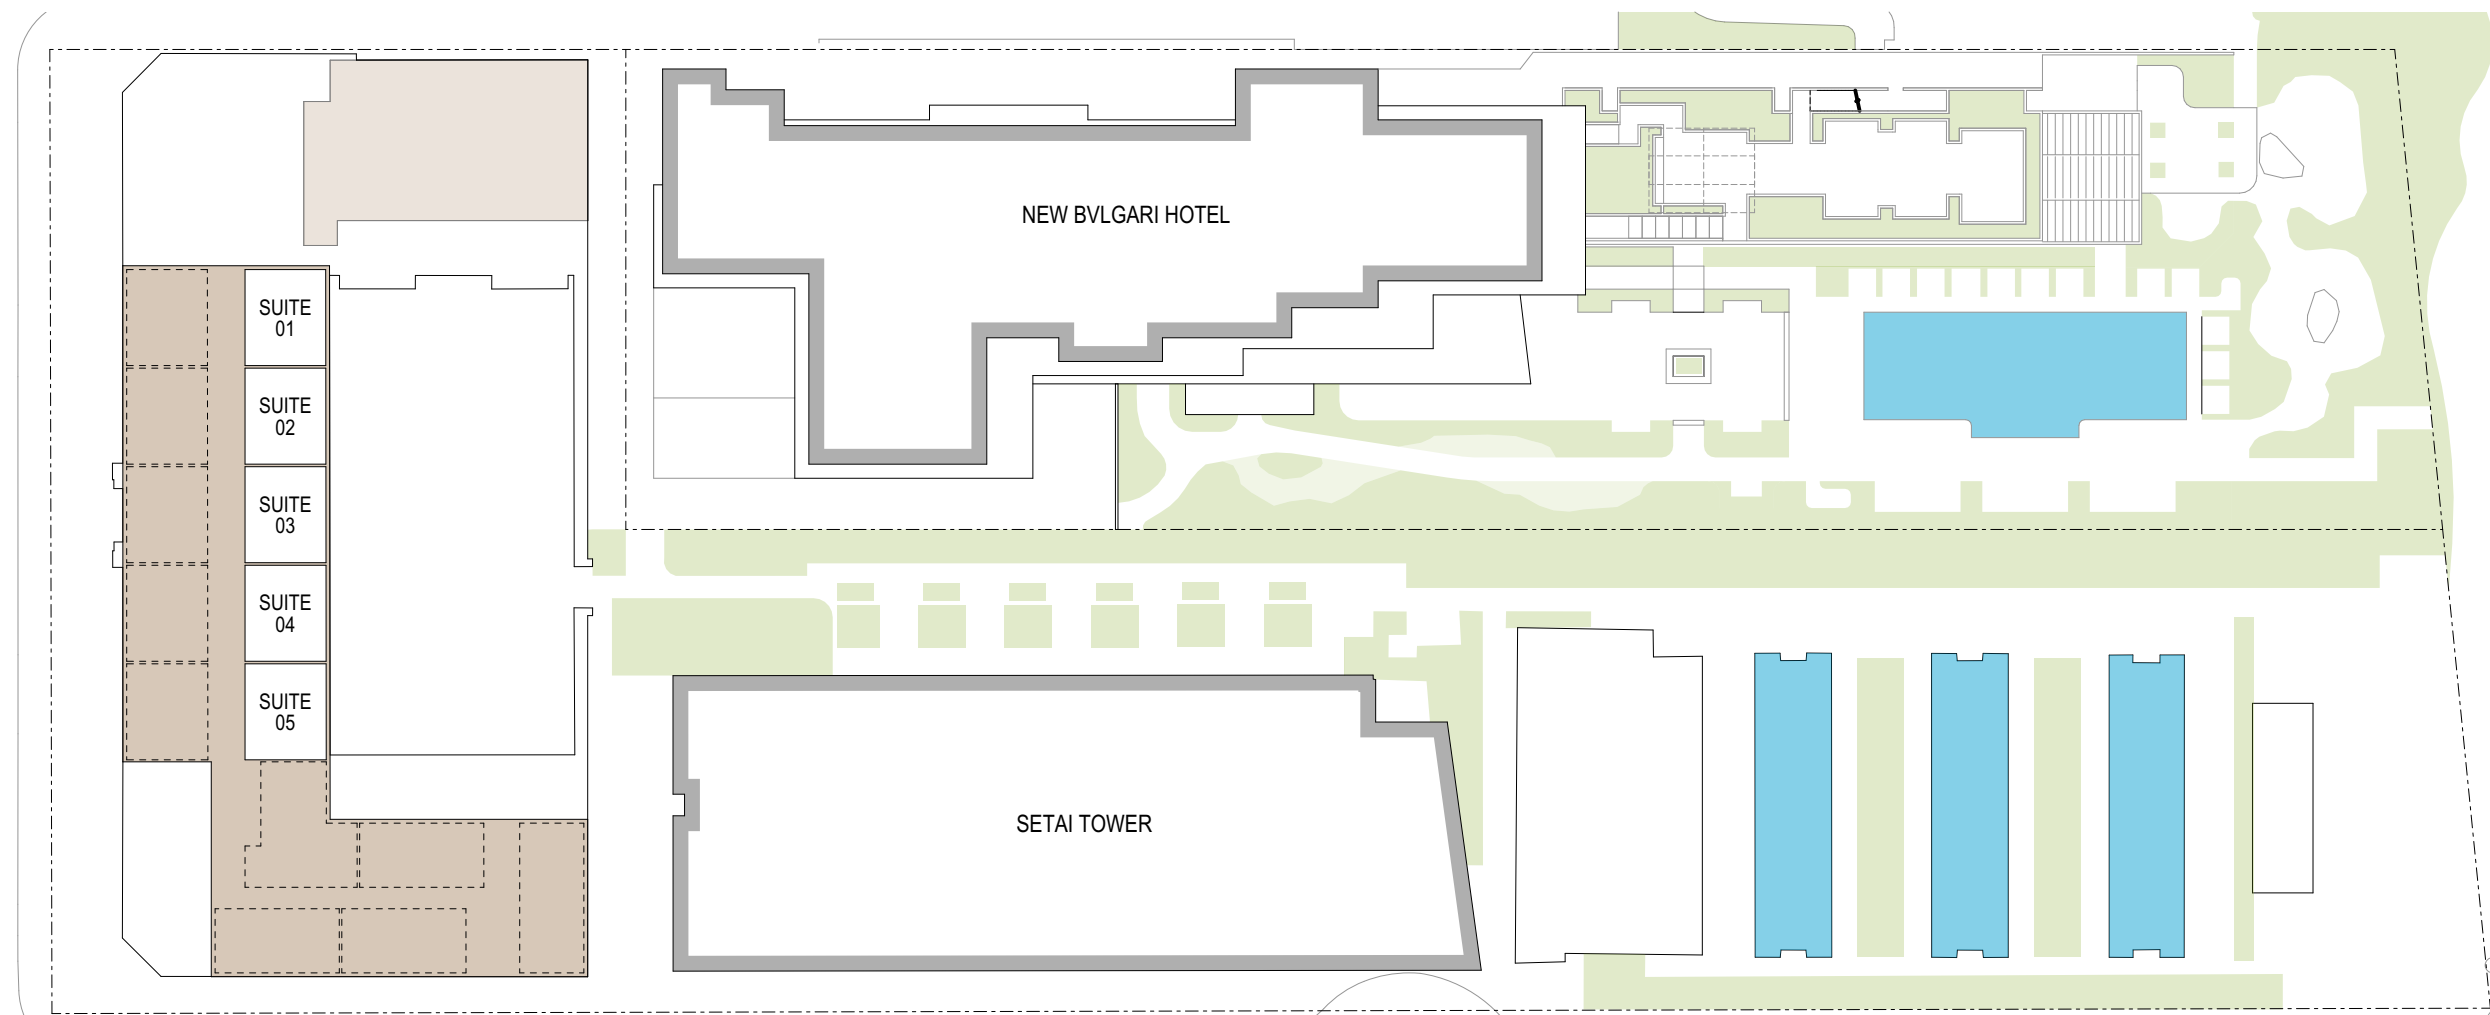 NEW BVLGARI HOTEL
SUITE
01
SUITE
02
SUITE
03
SUITE
04
SUITE
05
SETAI TOWER